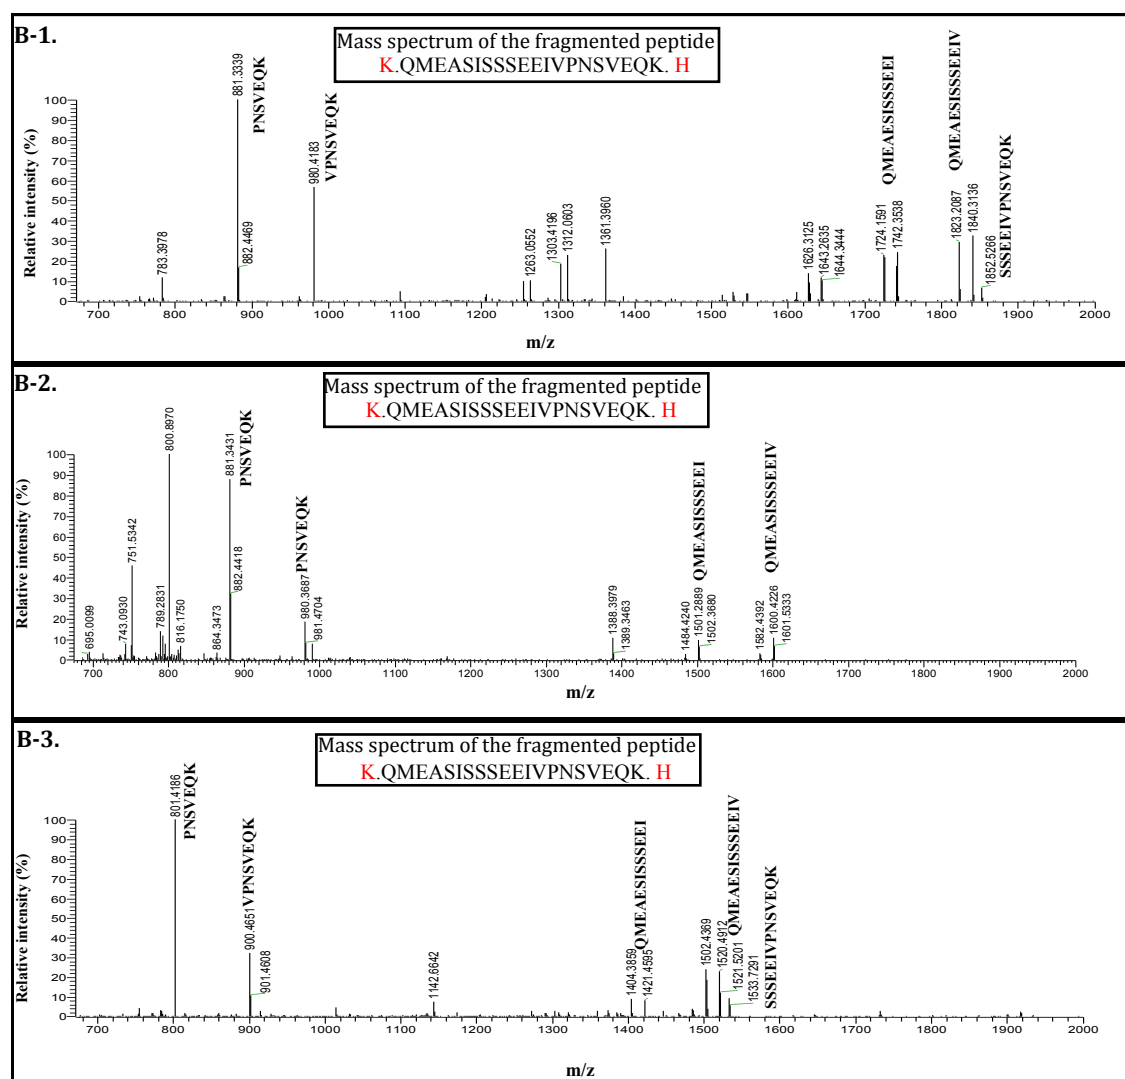 B-1.
Mass spectrum of the fragmented peptide
K.QMEASISSSEEIVPNSVEQK. H
Relative intensity (%)
100
90
80
70
60
50
40
30
20
10
0
783.3978
881.3339
PNSVEQK
882.4469
980.4183
VPNSVEQK
1263.0552
1303.4196
1312.0603
1361.3960
1626.3125
1643.2635
1644.3444
1724.1591
QMEAESISSSEEI
1742.3538
1823.2087
QMEAESISSSEEIV
1840.3136
1852.5266
SSSEEIVPNSVEQK
700 800 900 1000 1100 1200 1300 1400 1500 1600 1700 1800 1900 2000
m/z
B-2.
Mass spectrum of the fragmented peptide
K.QMEASISSSEEIVPNSVEQK. H
Relative intensity (%)
100
90
80
70
60
50
40
30
20
10
0
695.0099
743.0930
751.5342
789.2831
800.8970
816.1750
864.3473
881.3431
PNSVEQK
882.4418
980.3687
PNSVEQK
981.4704
1388.3979
1389.3463
1484.4240
1501.2889
QMEASISSSEEI
1502.3680
1582.4392
1600.4226
QMEASISSSEEIV
1601.5333
700 800 900 1000 1100 1200 1300 1400 1500 1600 1700 1800 1900 2000
m/z
B-3.
Mass spectrum of the fragmented peptide
K.QMEASISSSEEIVPNSVEQK. H
Relative intensity (%)
100
90
80
70
60
50
40
30
20
10
0
801.4186
PNSVEQK
900.4651
VPNSVEQK
901.4608
1142.6642
1404.3859
QMEAESISSSEEI
1421.4595
1502.4369
1520.4912
QMEAESISSSEEIV
1521.5201
1533.7291
SSSEEIVPNSVEQK
700 800 900 1000 1100 1200 1300 1400 1500 1600 1700 1800 1900 2000
m/z